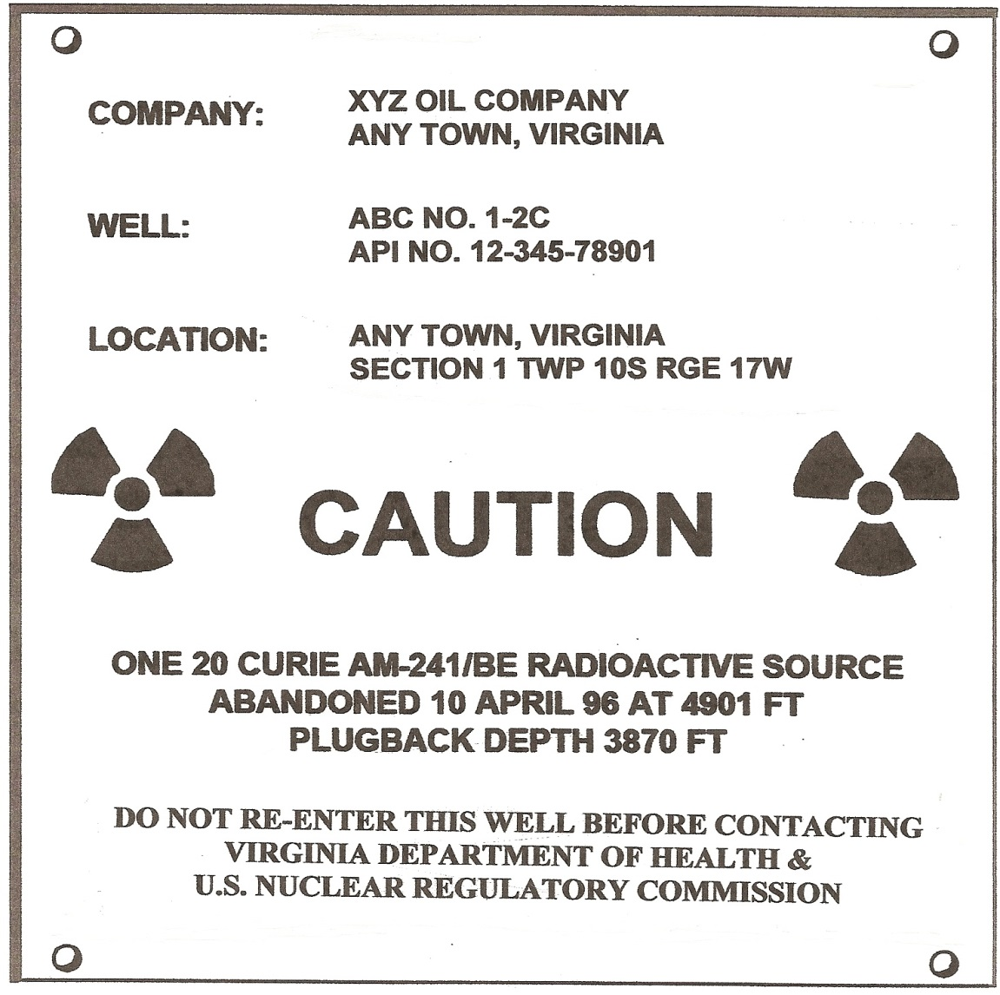 COMPANY: XYZ OIL COMPANY
ANY TOWN, VIRGINIA
WELL: ABC NO. 1-2C
API NO. 12-345-78901
LOCATION: ANY TOWN, VIRGINIA
SECTION 1 TWP 10S RGE 17W
CAUTION
ONE 20 CURIE AM-241/BE RADIOACTIVE SOURCE
ABANDONED 10 APRIL 96 AT 4901 FT
PLUGBACK DEPTH 3870 FT
DO NOT RE-ENTER THIS WELL BEFORE CONTACTING
VIRGINIA DEPARTMENT OF HEALTH &
U.S. NUCLEAR REGULATORY COMMISSION